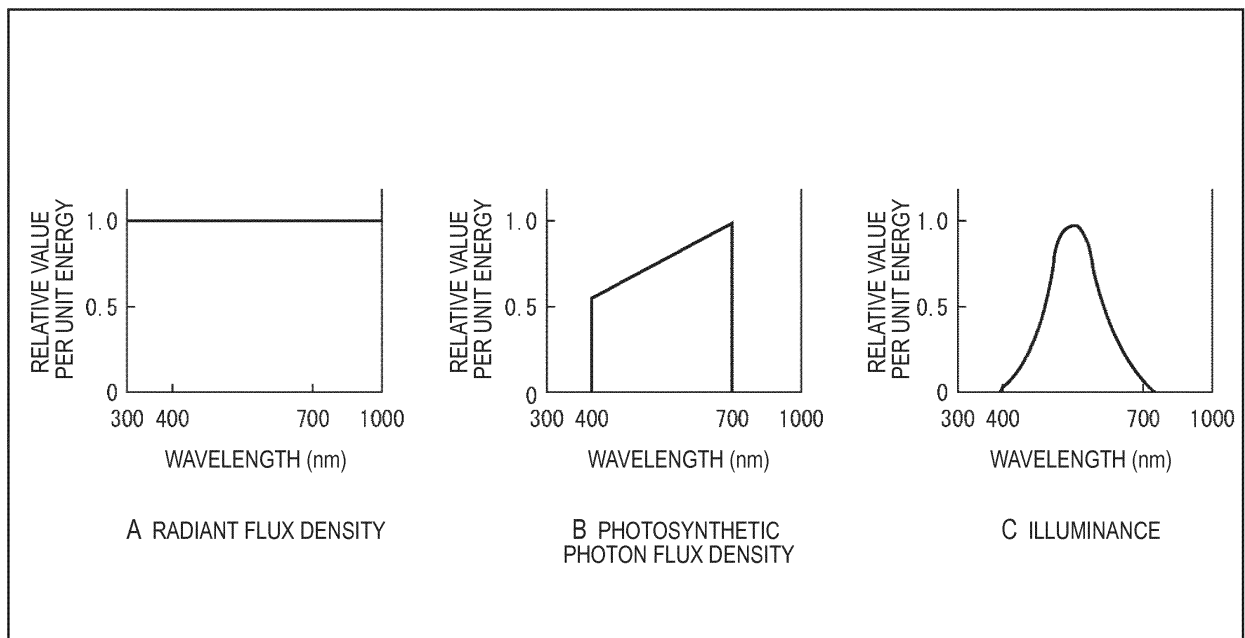 RELATIVE VALUE
PER UNIT ENERGY
1.0
0.5
0
300 400 700 1000
WAVELENGTH (nm)
A RADIANT FLUX DENSITY
RELATIVE VALUE
PER UNIT ENERGY
1.0
0.5
0
300 400 700 1000
WAVELENGTH (nm)
B PHOTOSYNTHETIC
PHOTON FLUX DENSITY
RELATIVE VALUE
PER UNIT ENERGY
1.0
0.5
0
300 400 700 1000
WAVELENGTH (nm)
C ILLUMINANCE